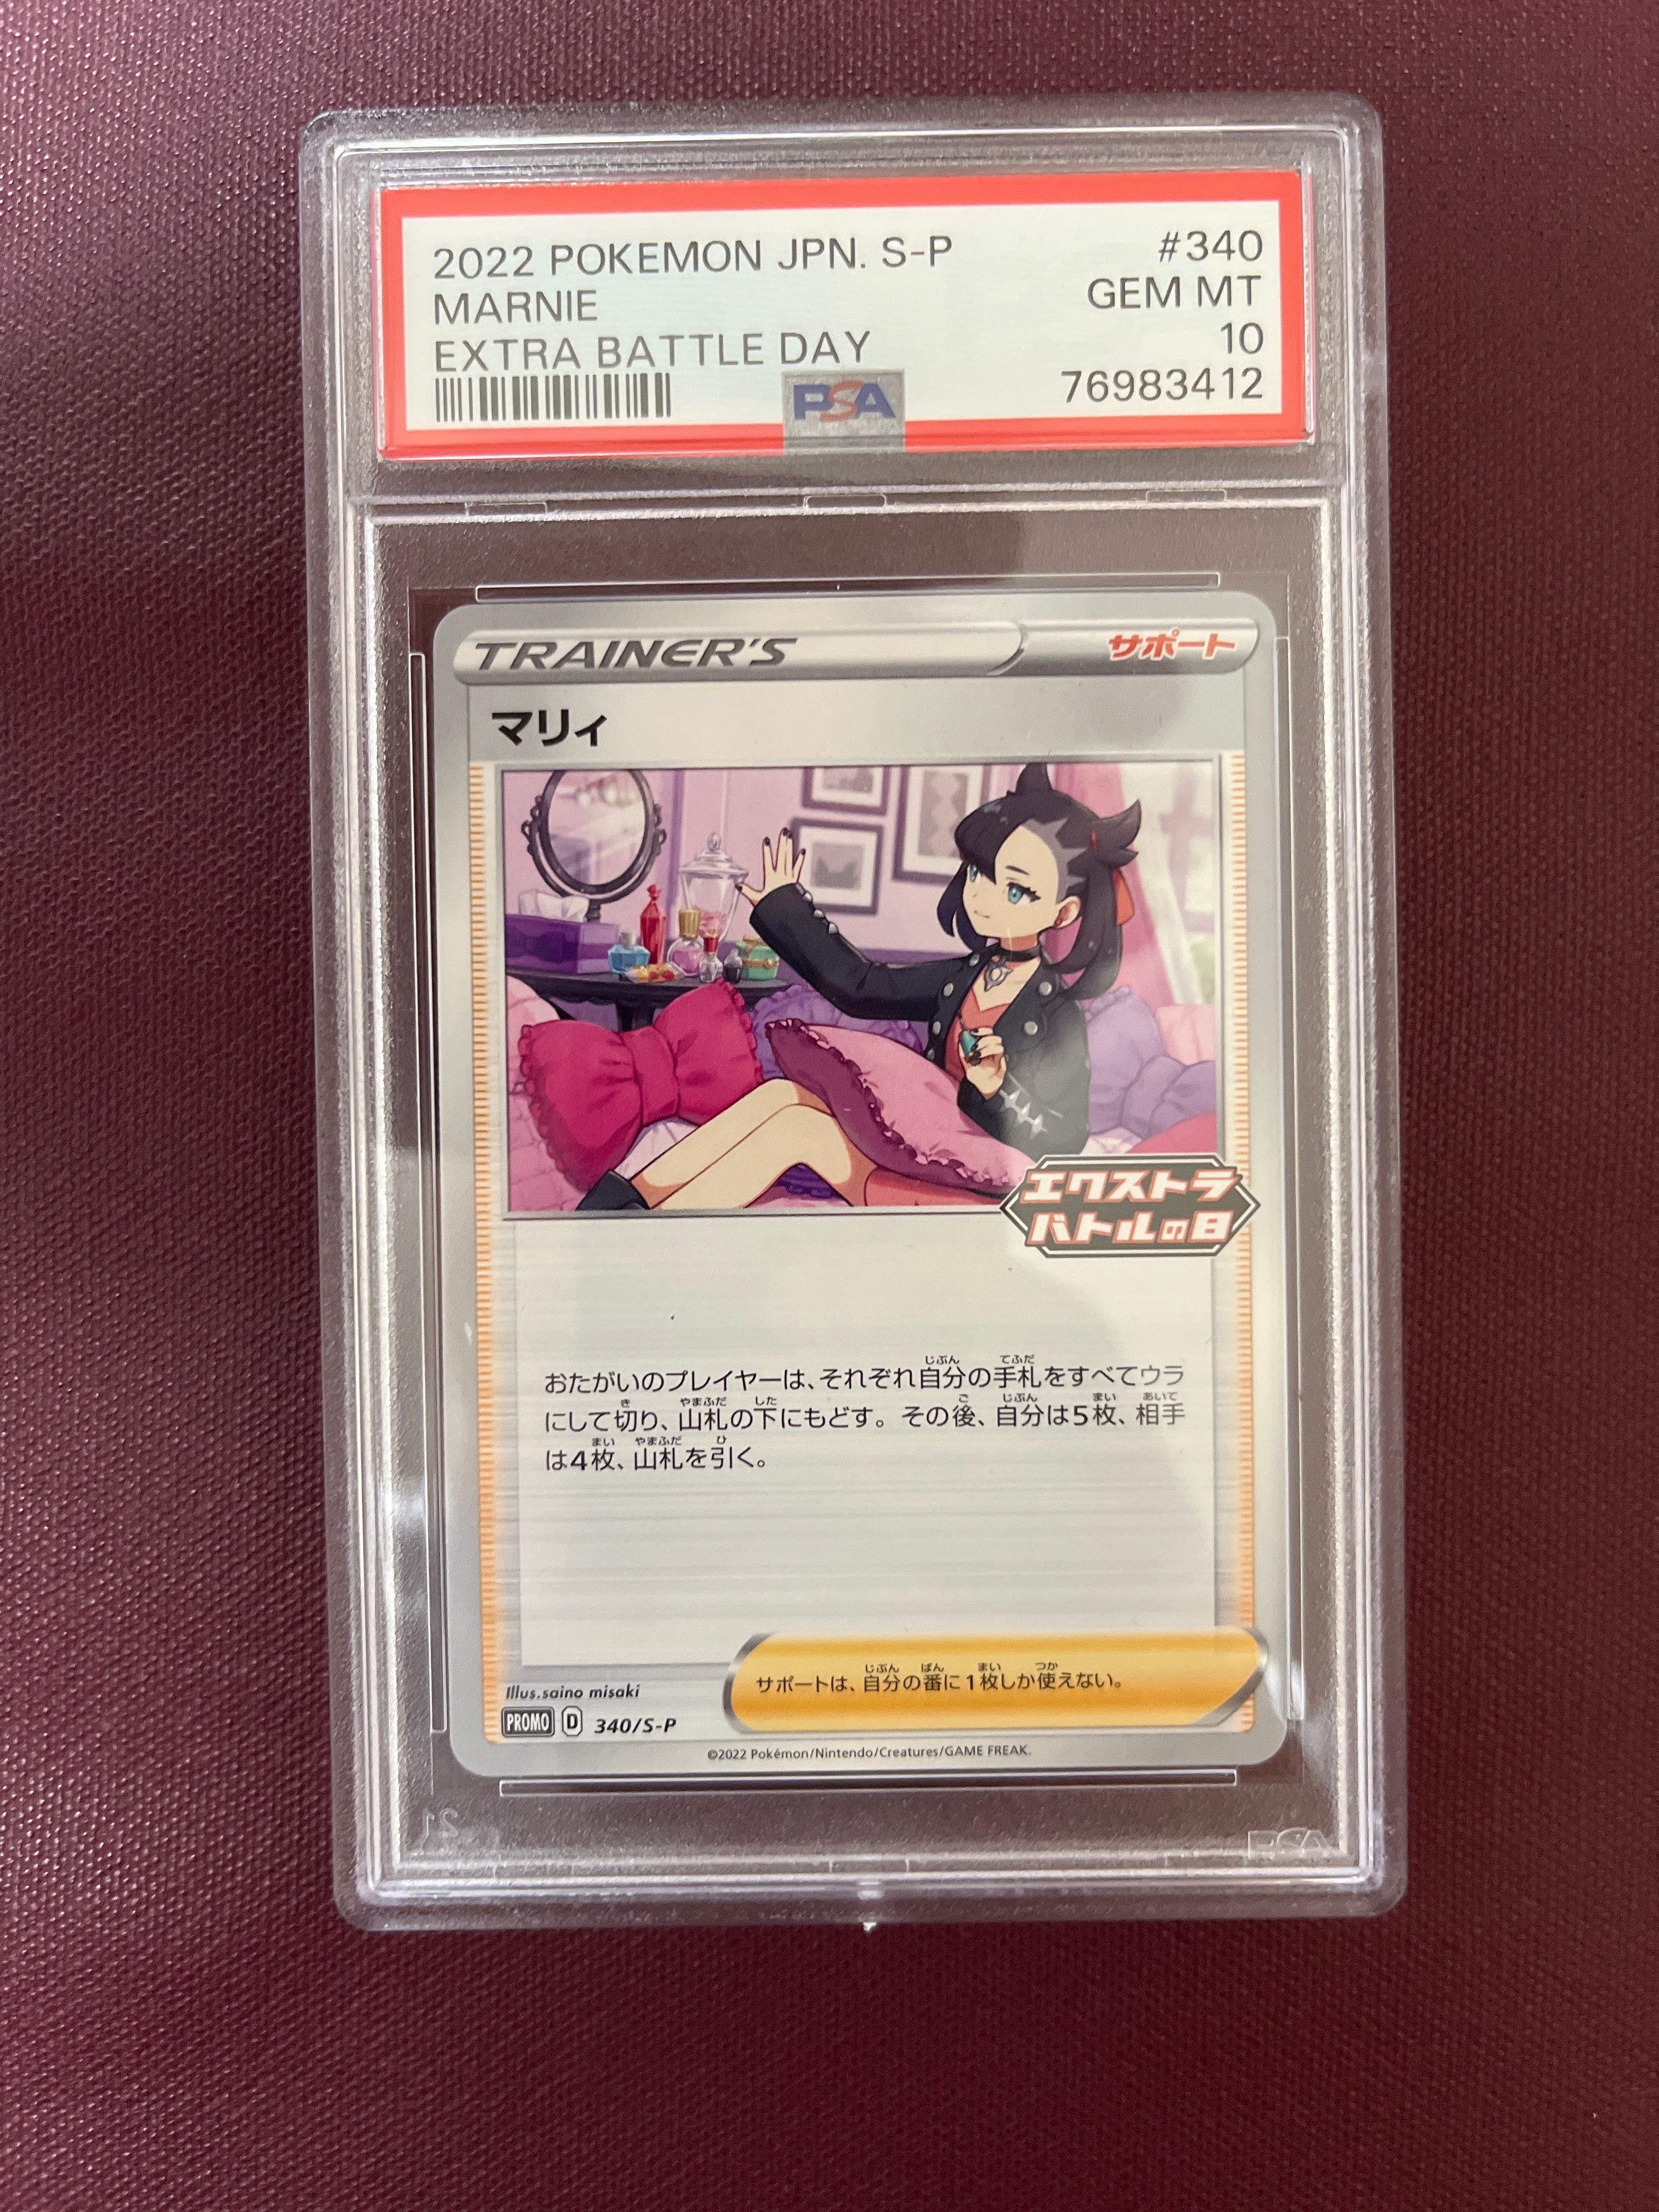 2022 POKEMON JPN. S-P #340
MARNIE GEM MT
EXTRA BATTLE DAY 10
PSA 76983412
TRAINER'S サポート
マリィ
エクストラ
バトルの日
おたがいのプレイヤーは、それぞれ自分の手札をすべてウラ
にして切り、山札の下にもどす。その後、自分は5枚、相手
は4枚、山札を引く。
サポートは、自分の番に1枚しか使えない。
Illus.saino misaki
PROMO D 340/S-P
©2022 Pokémon/Nintendo/Creatures/GAME FREAK.